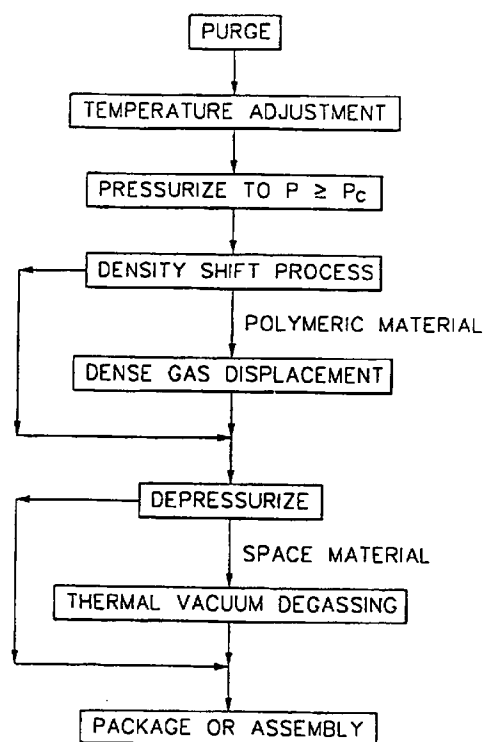 PURGE
TEMPERATURE ADJUSTMENT
PRESSURIZE TO P ≥ Pc
DENSITY SHIFT PROCESS
POLYMERIC MATERIAL
DENSE GAS DISPLACEMENT
DEPRESSURIZE
SPACE MATERIAL
THERMAL VACUUM DEGASSING
PACKAGE OR ASSEMBLY